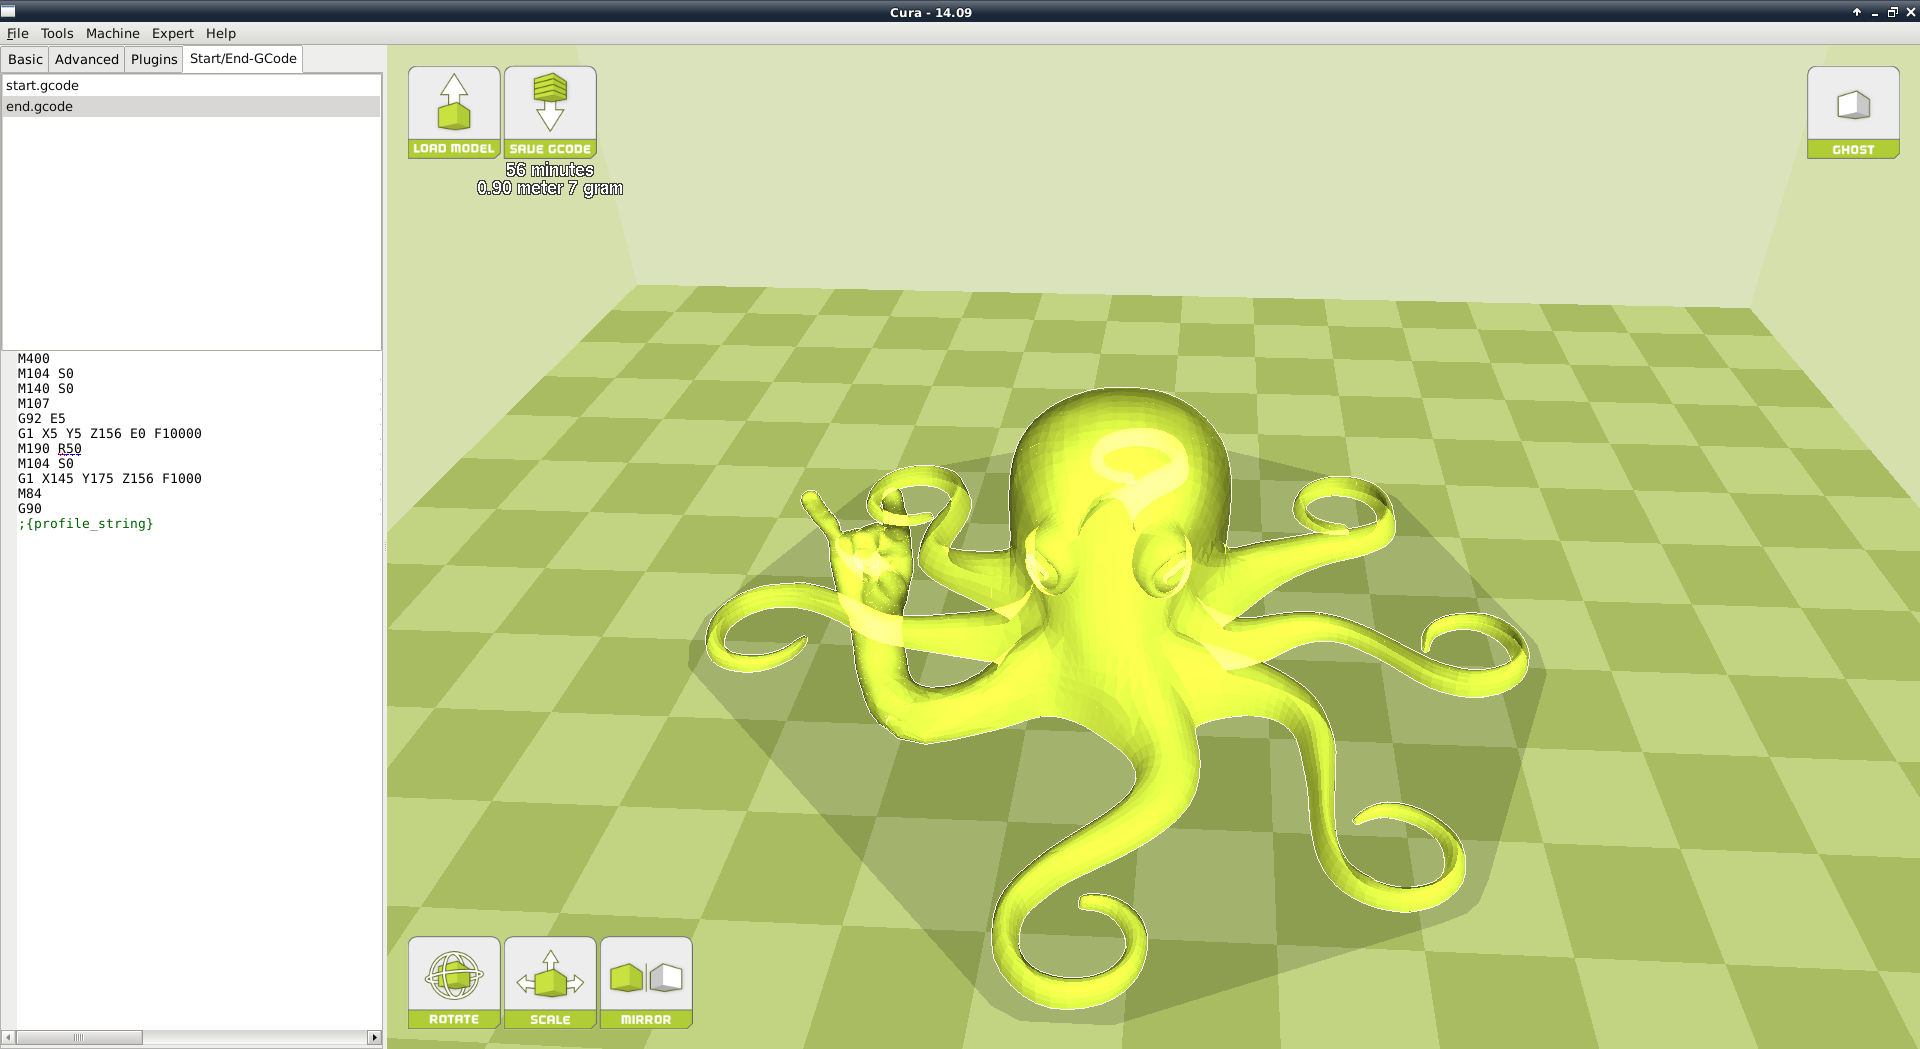 Cura - 14.09
File Tools Machine Expert Help
Basic Advanced Plugins Start/End-GCode
start.gcode
end.gcode
M400
M104 S0
M140 S0
M107
G92 E5
G1 X5 Y5 Z156 E0 F10000
M190 R50
M104 S0
G1 X145 Y175 Z156 F1000
M84
G90
;{profile_string}
LOAD MODEL
SAVE GCODE
56 minutes
0.90 meter 7 gram
GHOST
ROTATE
SCALE
MIRROR